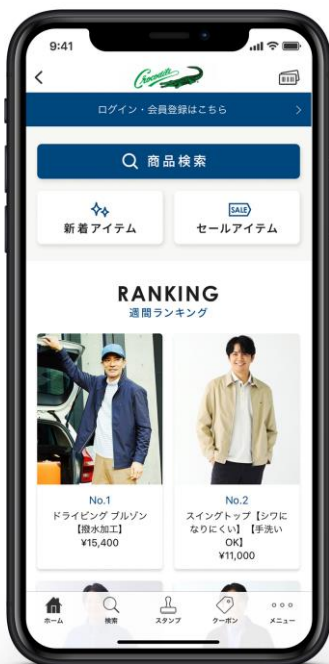 9:41
Crocodile
ログイン・会員登録はこちら
商品検索
新着アイテム
SALE
セールアイテム
RANKING
週間ランキング
No.1
ドライビング ブルゾン
【撥水加工】
¥15,400
No.2
スイングトップ【シワに
なりにくい】【手洗い
OK】
¥11,000
ホーム
検索
スタンプ
クーポン
メニュー